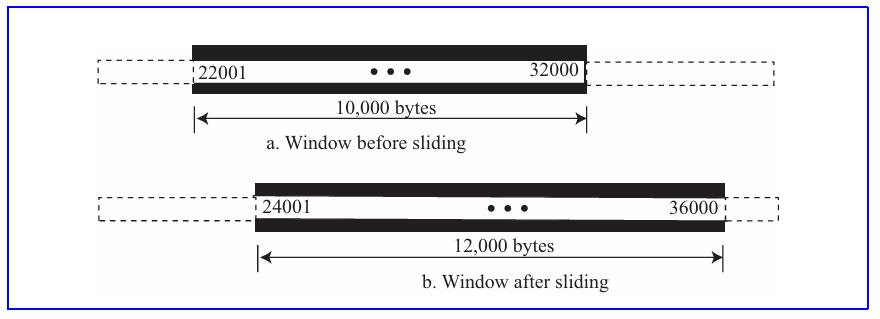 22001 • • • 32000
10,000 bytes
a. Window before sliding
24001 • • • 36000
12,000 bytes
b. Window after sliding